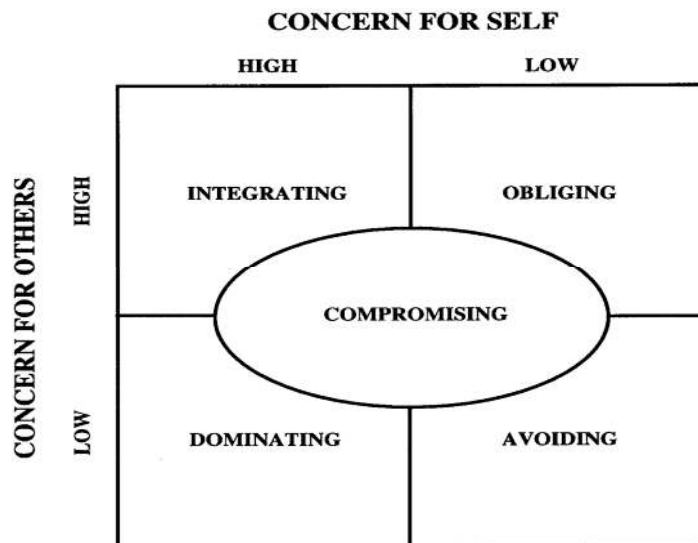 CONCERN FOR SELF
HIGH
LOW
CONCERN FOR OTHERS
HIGH
INTEGRATING
OBLIGING
COMPROMISING
LOW
DOMINATING
AVOIDING